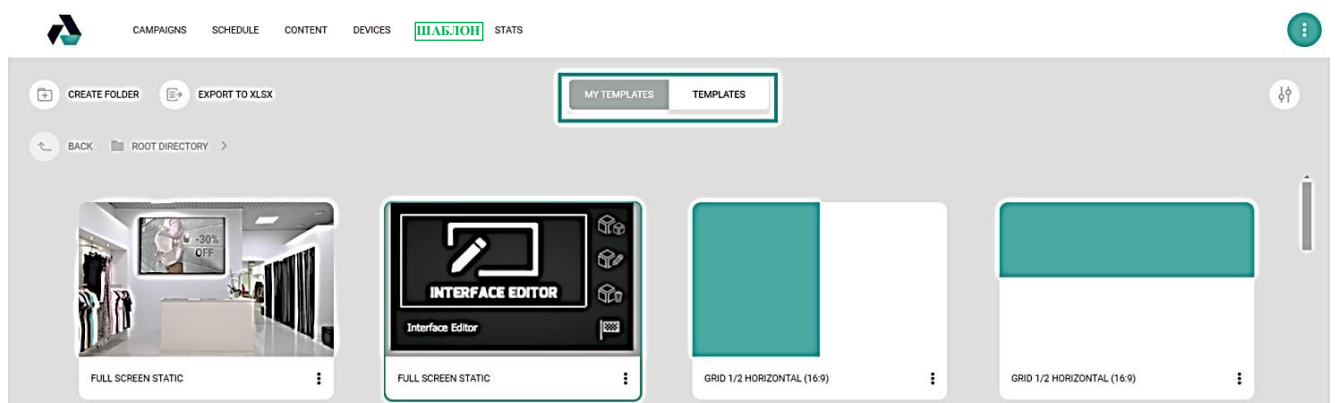 CAMPAIGNS SCHEDULE CONTENT DEVICES ШАБЛОН STATS
CREATE FOLDER EXPORT TO XLSX MY TEMPLATES TEMPLATES
BACK ROOT DIRECTORY >
-30%
OFF
INTERFACE EDITOR
Interface Editor
FULL SCREEN STATIC FULL SCREEN STATIC GRID 1/2 HORIZONTAL (16:9) GRID 1/2 HORIZONTAL (16:9)